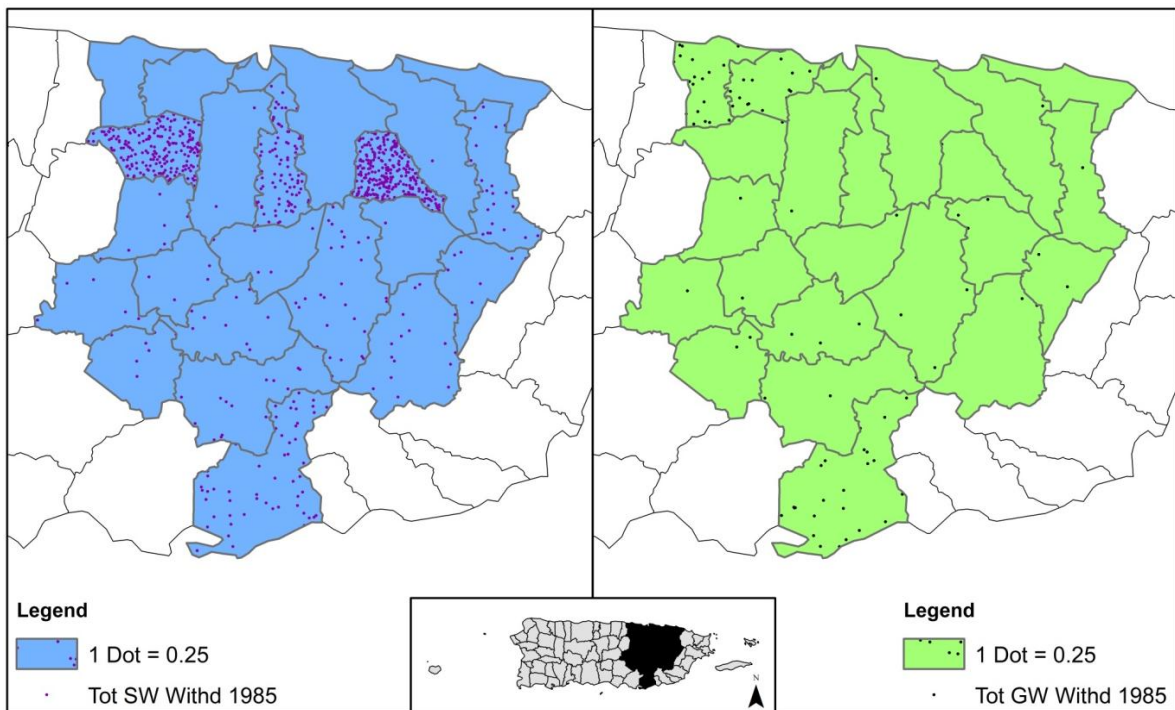 Legend
1 Dot = 0.25
Tot SW Withd 1985
N
Legend
1 Dot = 0.25
Tot GW Withd 1985